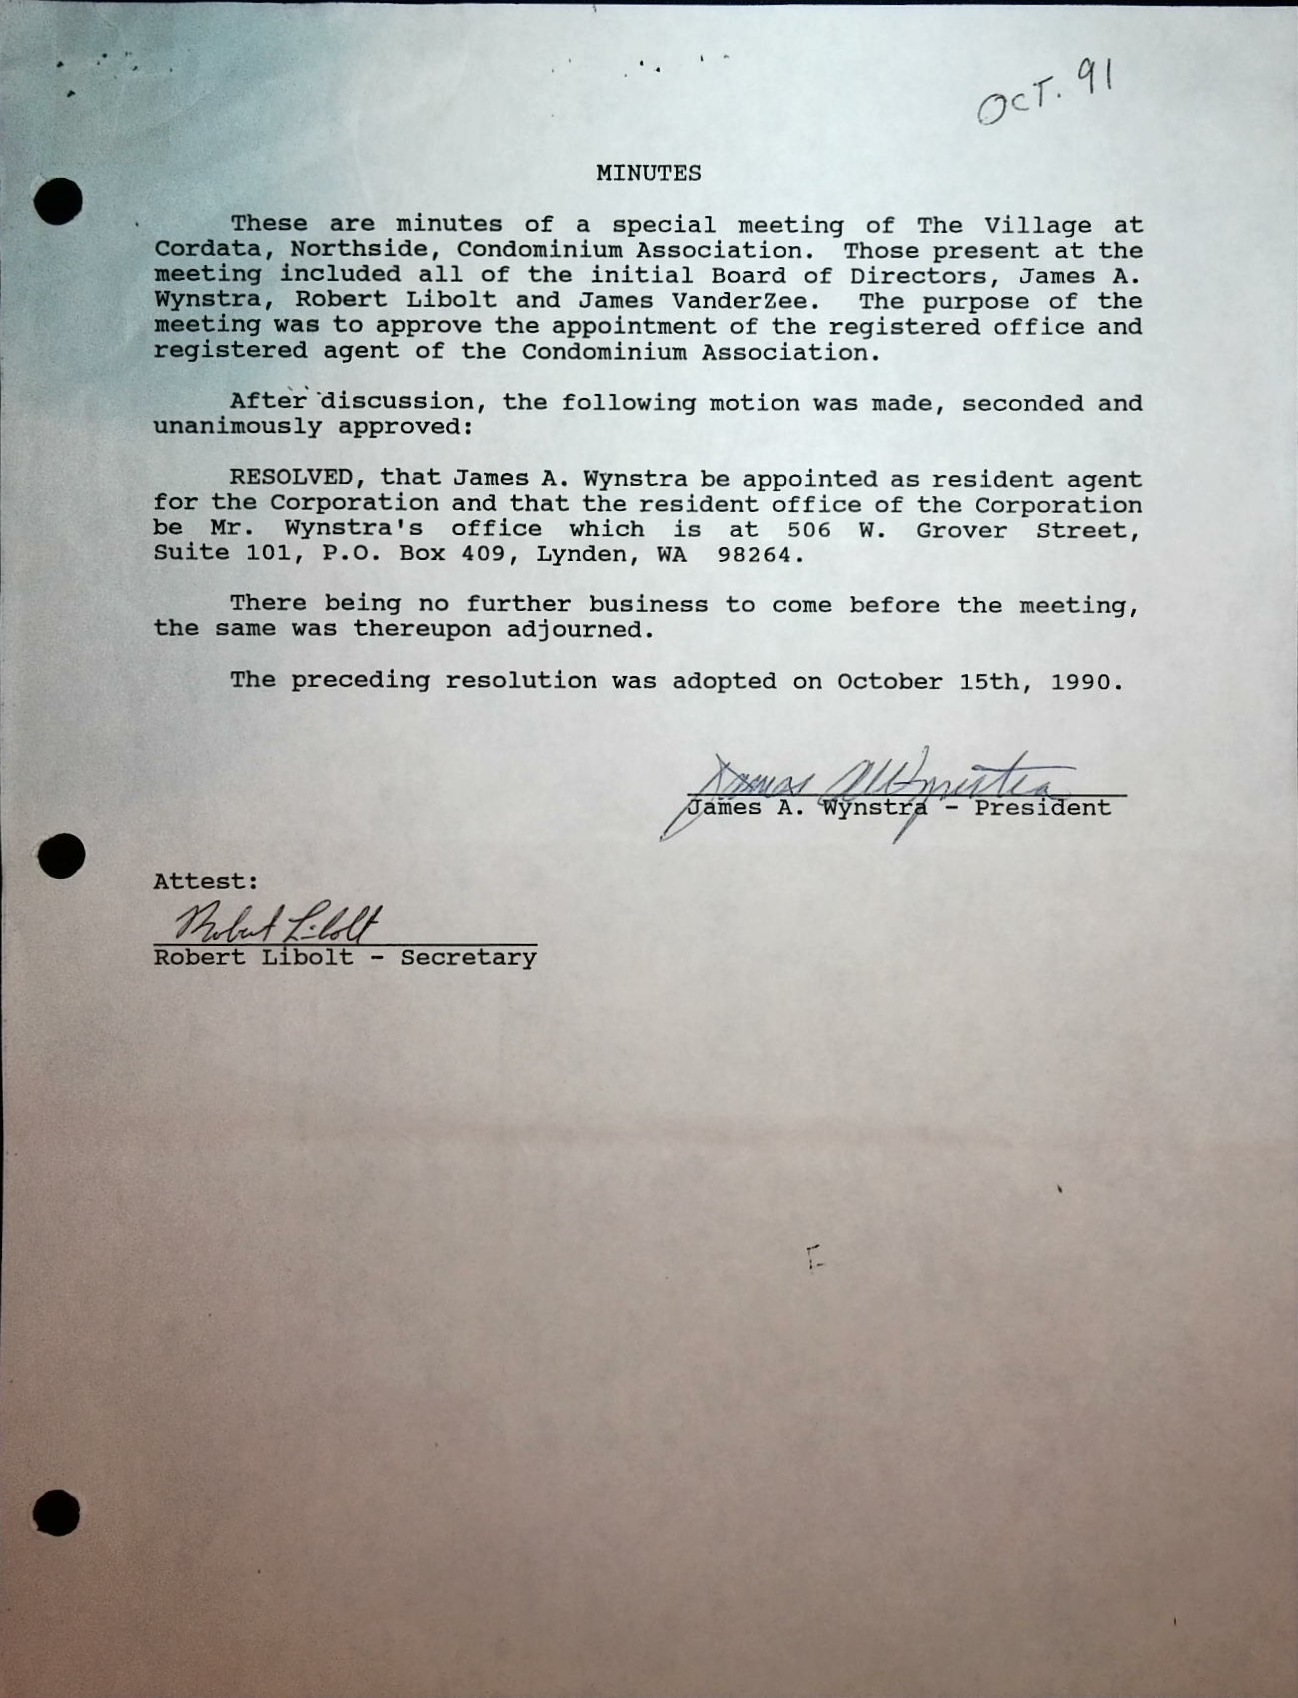 OCT. 91
MINUTES
These are minutes of a special meeting of The Village at
Cordata, Northside, Condominium Association. Those present at the
meeting included all of the initial Board of Directors, James A.
Wynstra, Robert Libolt and James VanderZee. The purpose of the
meeting was to approve the appointment of the registered office and
registered agent of the Condominium Association.
After discussion, the following motion was made, seconded and
unanimously approved:
RESOLVED, that James A. Wynstra be appointed as resident agent
for the Corporation and that the resident office of the Corporation
be Mr. Wynstra's office which is at 506 W. Grover Street,
Suite 101, P.O. Box 409, Lynden, WA 98264.
There being no further business to come before the meeting,
the same was thereupon adjourned.
The preceding resolution was adopted on October 15th, 1990.
James A Wynstra
James A. Wynstra - President
Attest:
Robert Libolt
Robert Libolt - Secretary